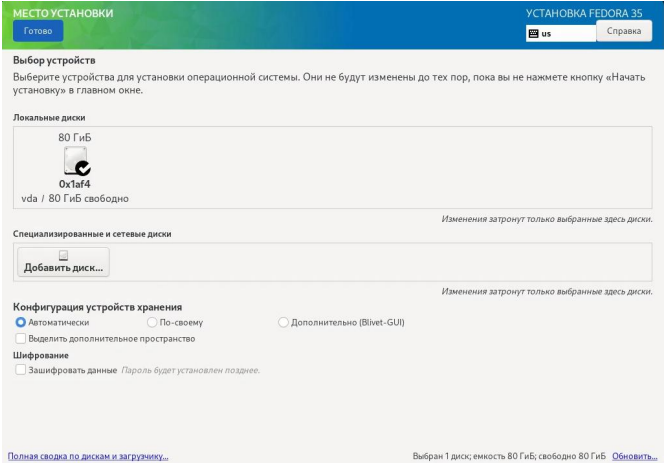 МЕСТО УСТАНОВКИ
УСТАНОВКА FEDORA 35
Готово
us
Справка
Выбор устройств
Выберите устройства для установки операционной системы. Они не будут изменены до тех пор, пока вы не нажмете кнопку «Начать
установку» в главном окне.
Локальные диски
80 ГиБ
0x1af4
vda / 80 ГиБ свободно
Изменения затронут только выбранные здесь диски.
Специализированные и сетевые диски
Добавить диск...
Изменения затронут только выбранные здесь диски.
Конфигурация устройств хранения
Автоматически По-своему Дополнительно (Blivet-GUI)
Выделить дополнительное пространство
Шифрование
Зашифровать данные Пароль будет установлен позднее.
Полная сводка по дискам и загрузчику...
Выбран 1 диск; емкость 80 ГиБ; свободно 80 ГиБ Обновить...